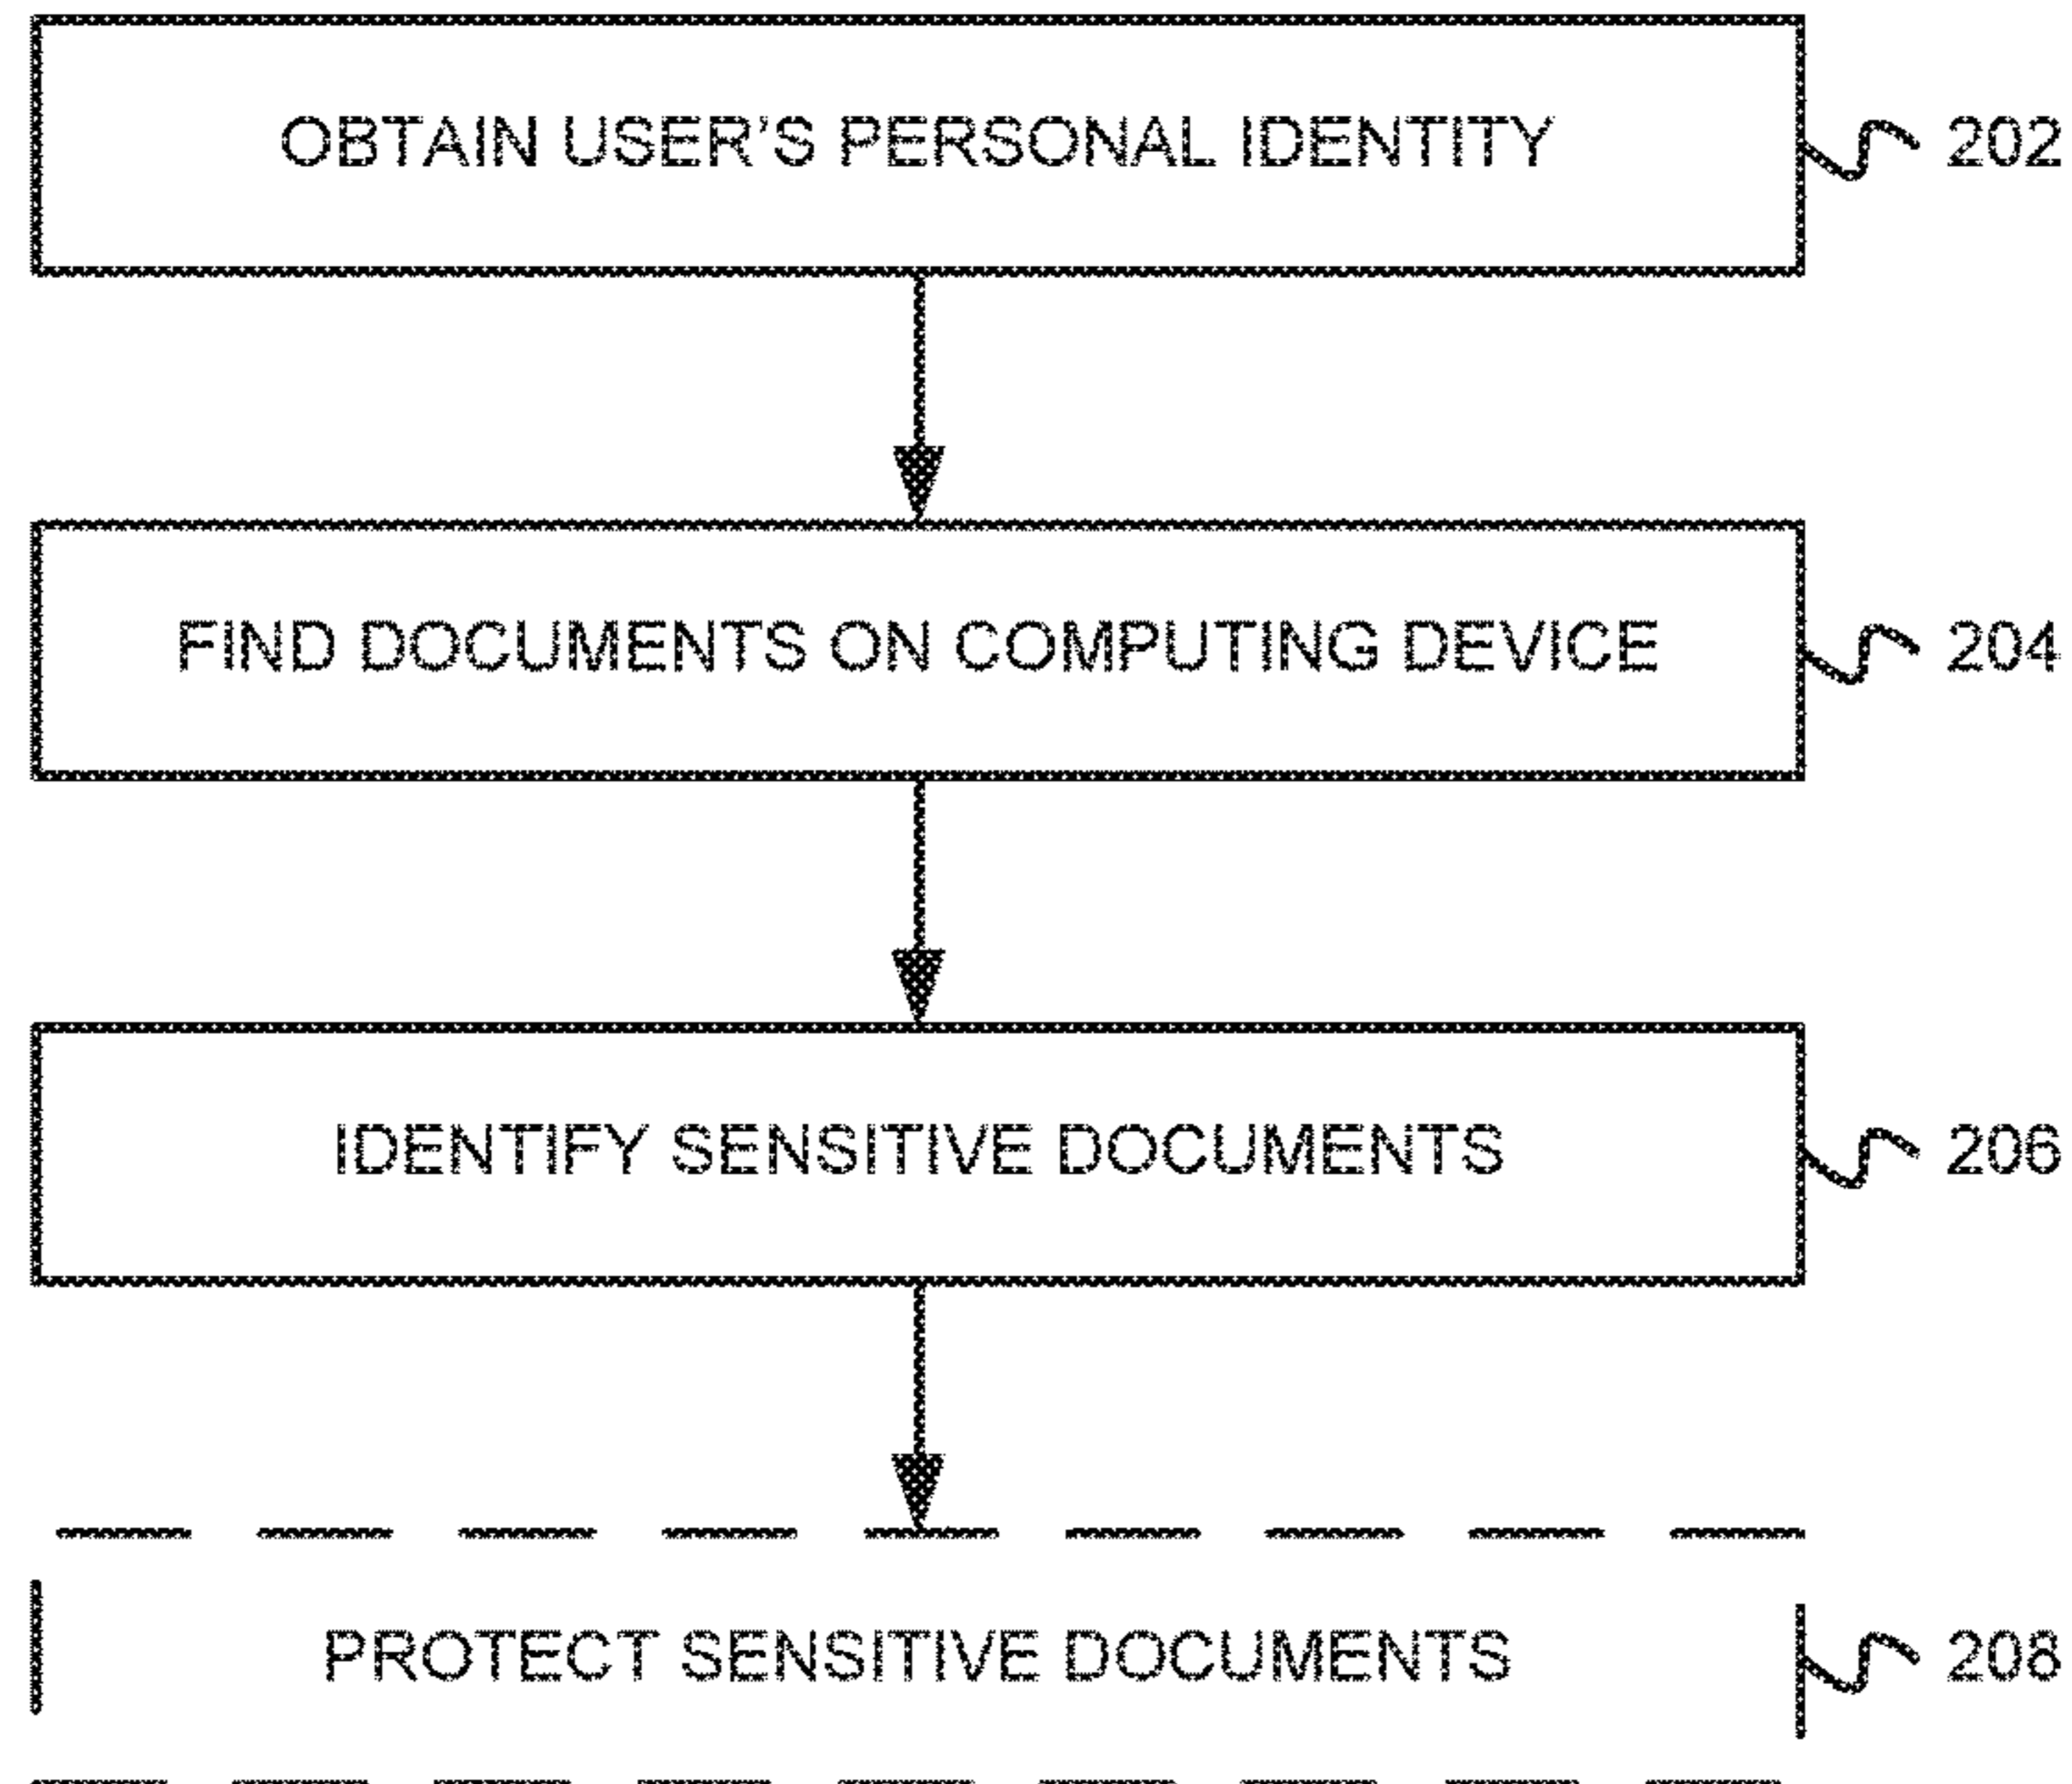 OBTAIN USER'S PERSONAL IDENTITY 202
FIND DOCUMENTS ON COMPUTING DEVICE 204
IDENTIFY SENSITIVE DOCUMENTS 206
PROTECT SENSITIVE DOCUMENTS 208